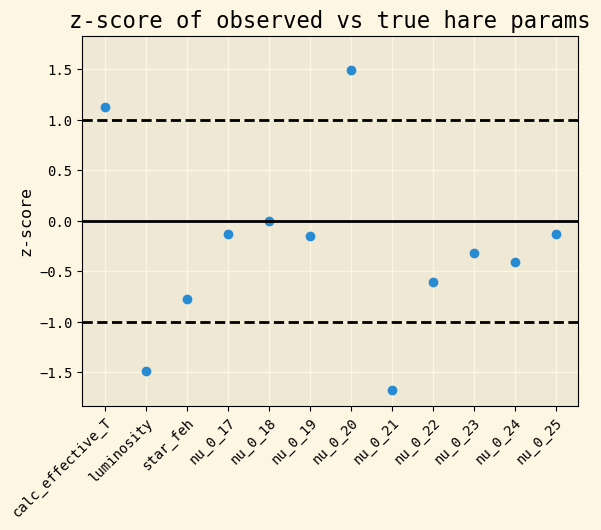 z-score of observed vs true hare params
z-score
1.5
1.0
0.5
0.0
−0.5
−1.0
−1.5
calc_effective_T
luminosity
star_feh
nu_0_17
nu_0_18
nu_0_19
nu_0_20
nu_0_21
nu_0_22
nu_0_23
nu_0_24
nu_0_25